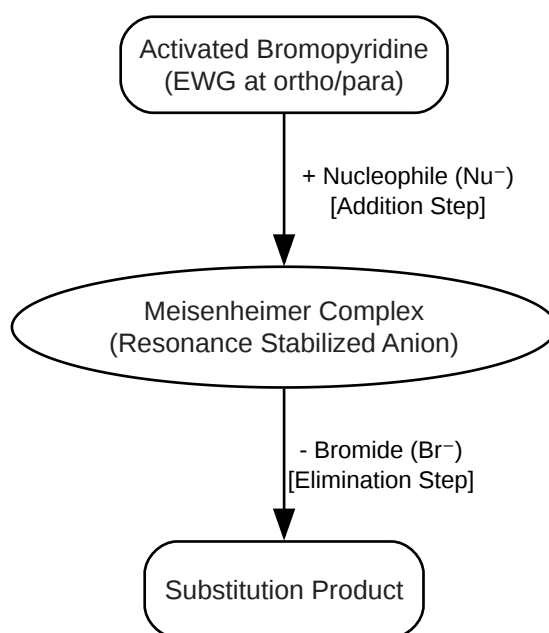 Activated Bromopyridine
(EWG at ortho/para)
+ Nucleophile (Nu⁻)
[Addition Step]
Meisenheimer Complex
(Resonance Stabilized Anion)
- Bromide (Br⁻)
[Elimination Step]
Substitution Product